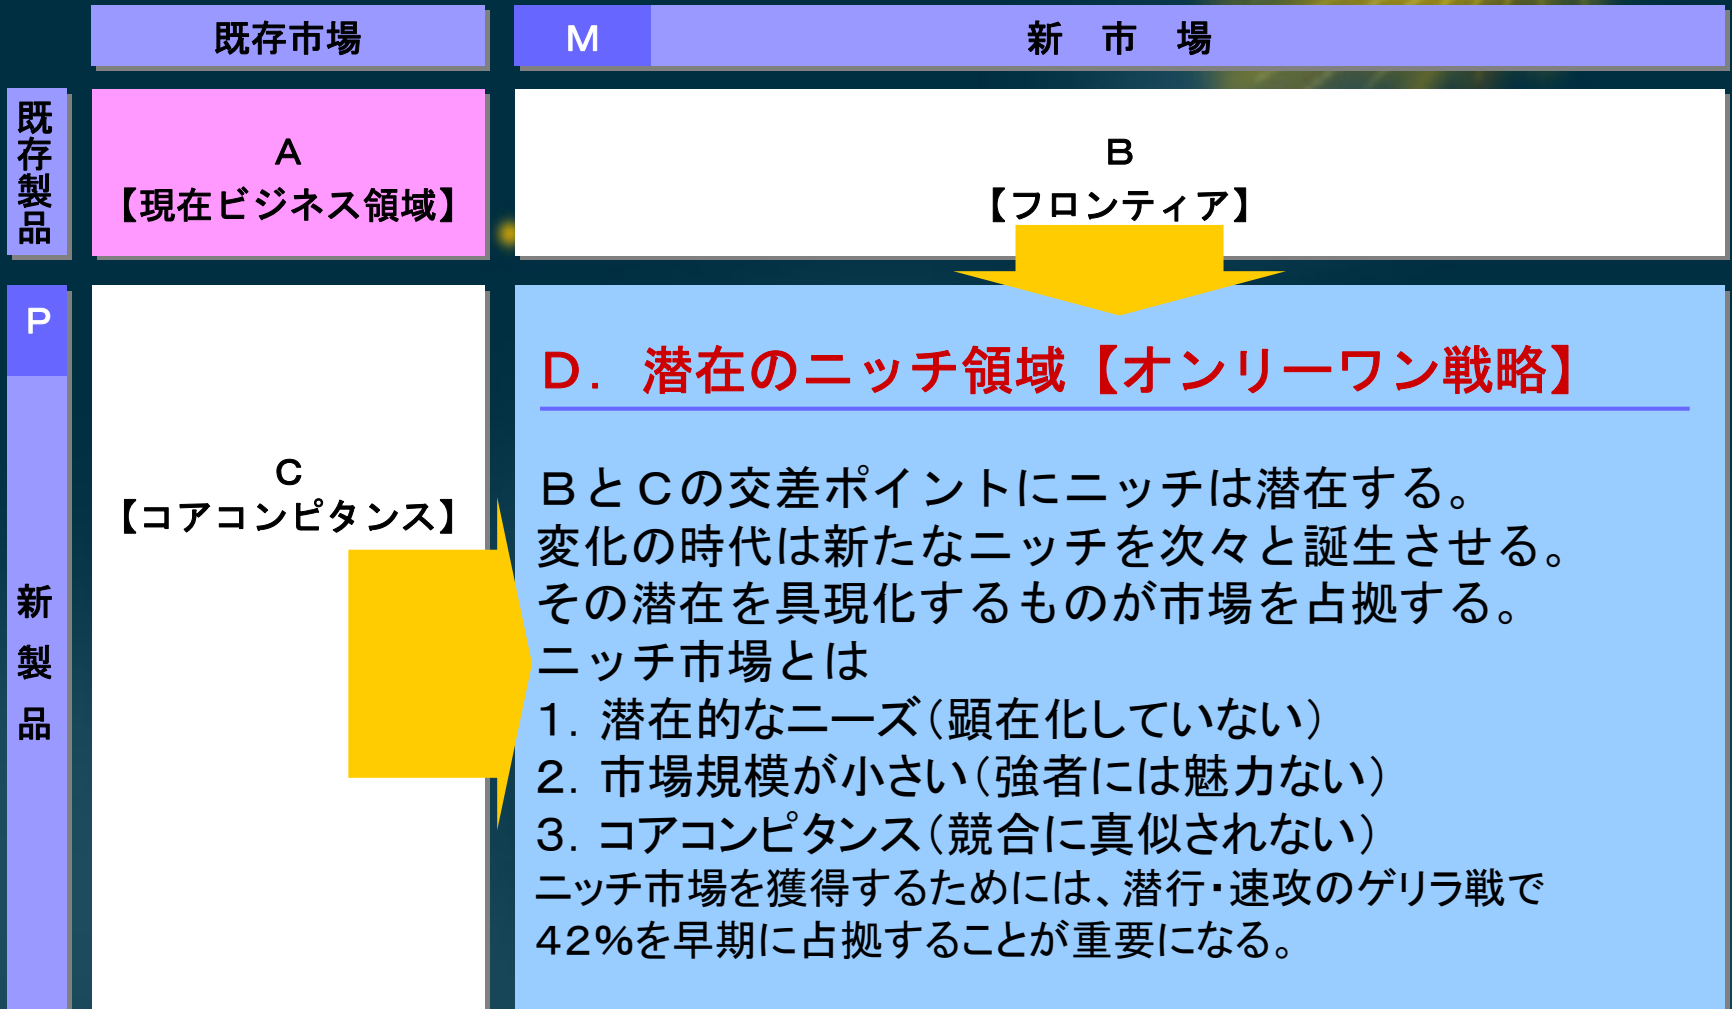 既存市場
M
新　市　場
既存製品
A
【現在ビジネス領域】
B
【フロンティア】
P
新製品
C
【コアコンピタンス】
D．潜在のニッチ領域【オンリーワン戦略】
BとCの交差ポイントにニッチは潜在する。
変化の時代は新たなニッチを次々と誕生させる。
その潜在を具現化するものが市場を占拠する。
ニッチ市場とは
1．潜在的なニーズ（顕在化していない）
2．市場規模が小さい（強者には魅力ない）
3．コアコンピタンス（競合に真似されない）
ニッチ市場を獲得するためには、潜行・速攻のゲリラ戦で
42%を早期に占拠することが重要になる。